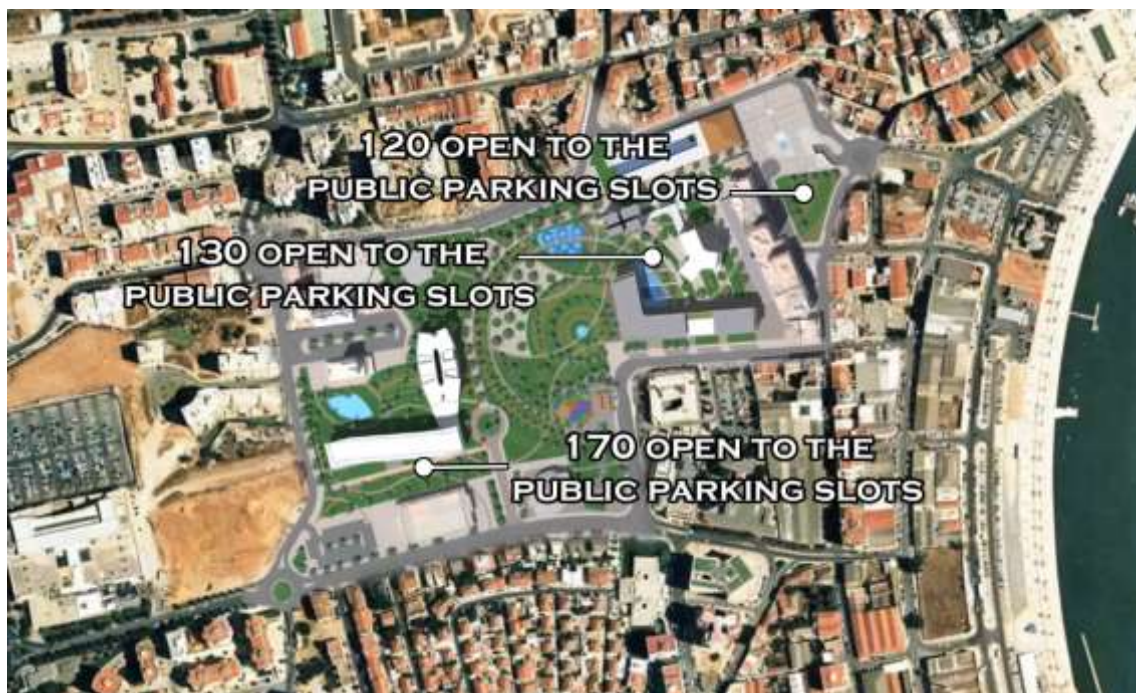 120 OPEN TO THE
PUBLIC PARKING SLOTS
130 OPEN TO THE
PUBLIC PARKING SLOTS
170 OPEN TO THE
PUBLIC PARKING SLOTS